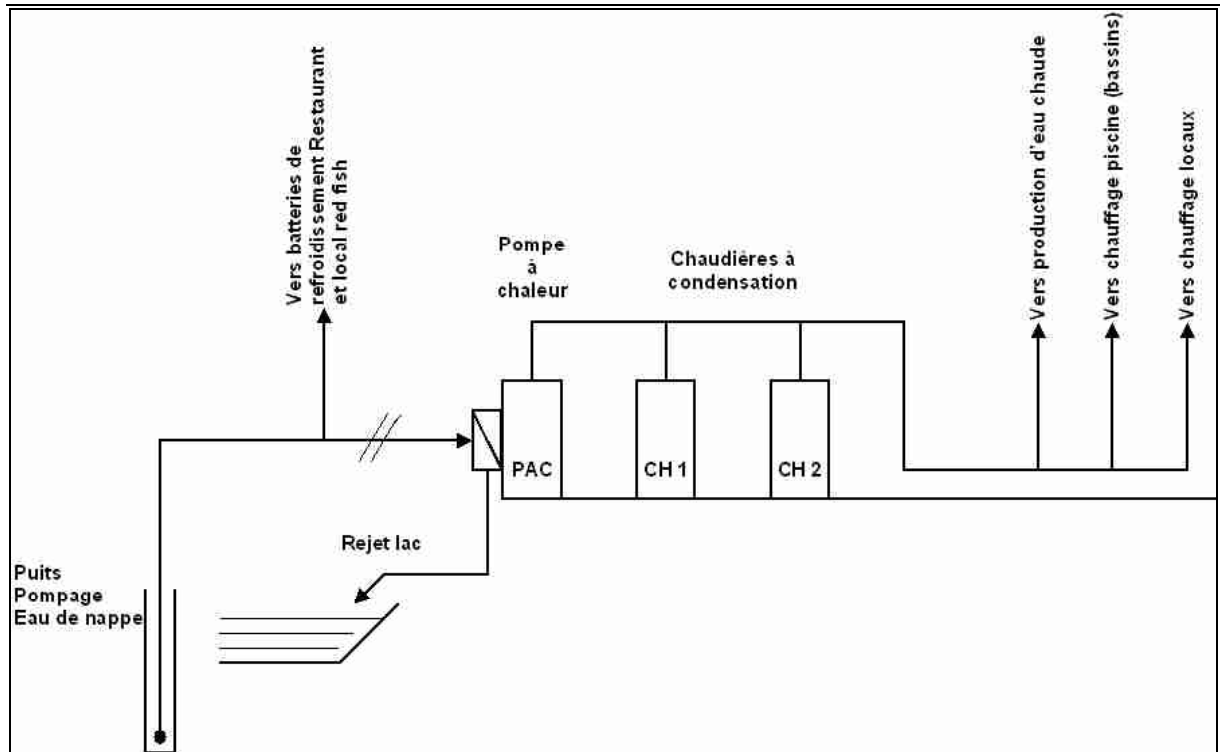 Vers batteries de
refroidissement Restaurant
et local red fish
Pompe
à
chaleur
Chaudières à
condensation
Vers production d'eau chaude
Vers chauffage piscine (bassins)
Vers chauffage locaux
PAC
CH 1
CH 2
Rejet lac
Puits
Pompage
Eau de nappe